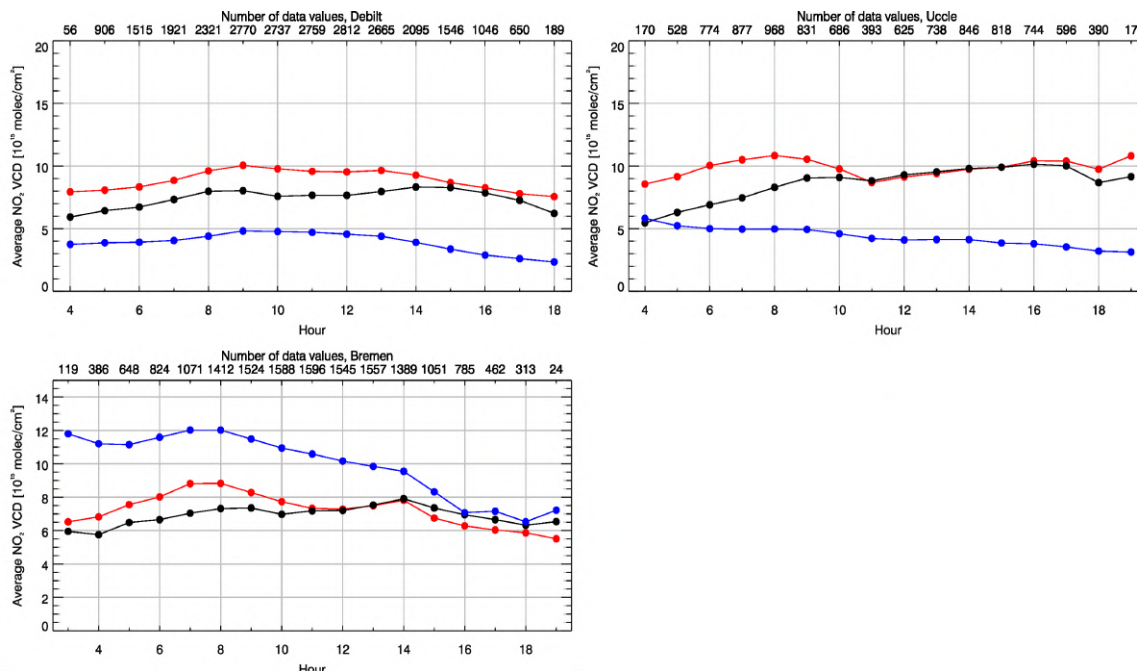 Number of data values, Debilt
56 906 1515 1921 2321 2770 2737 2759 2812 2665 2095 1546 1046 650 189
20
15
10
5
0
Average NO₂ VCD [10¹⁵ molec/cm²]
4 6 8 10 12 14 16 18
Hour
Number of data values, Uccle
170 528 774 877 968 831 686 393 625 738 846 818 744 596 390 17
20
15
10
5
0
Average NO₂ VCD [10¹⁵ molec/cm²]
4 6 8 10 12 14 16 18
Hour
Number of data values, Bremen
119 386 648 824 1071 1412 1524 1588 1596 1545 1557 1389 1051 785 462 313 24
14
12
10
8
6
4
2
0
Average NO₂ VCD [10¹⁵ molec/cm²]
4 6 8 10 12 14 16 18
Hour